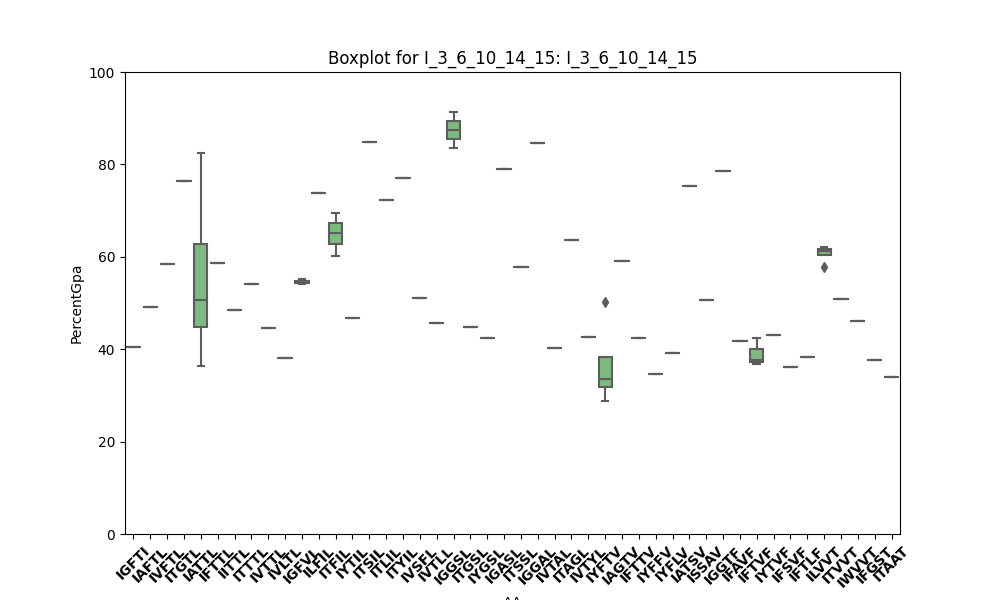 Boxplot for I_3_6_10_14_15: I_3_6_10_14_15
PercentGpa
100
80
60
40
20
0
IGFTI
IAFTL
IVFTL
ITGTL
IATTL
IFTTL
IITTL
ITTTL
IVTTL
IVLTL
IGFVL
ILFIL
ITFIL
IYTIL
ITSIL
ITLIL
ITYIL
IVSFL
IVTLL
IGGSL
ITGSL
IYGSL
IGASL
ITSSL
IGGAL
IVTAL
ITAGL
IVTYL
IYFTV
IAGTV
IFTTV
IYFFV
IYFLV
IATSV
ISSAV
IGGTF
IFAVF
IFTVF
IYTVF
IFSVF
IFTLF
ILVVT
ITVVT
IWVVT
IFGST
ITAAT